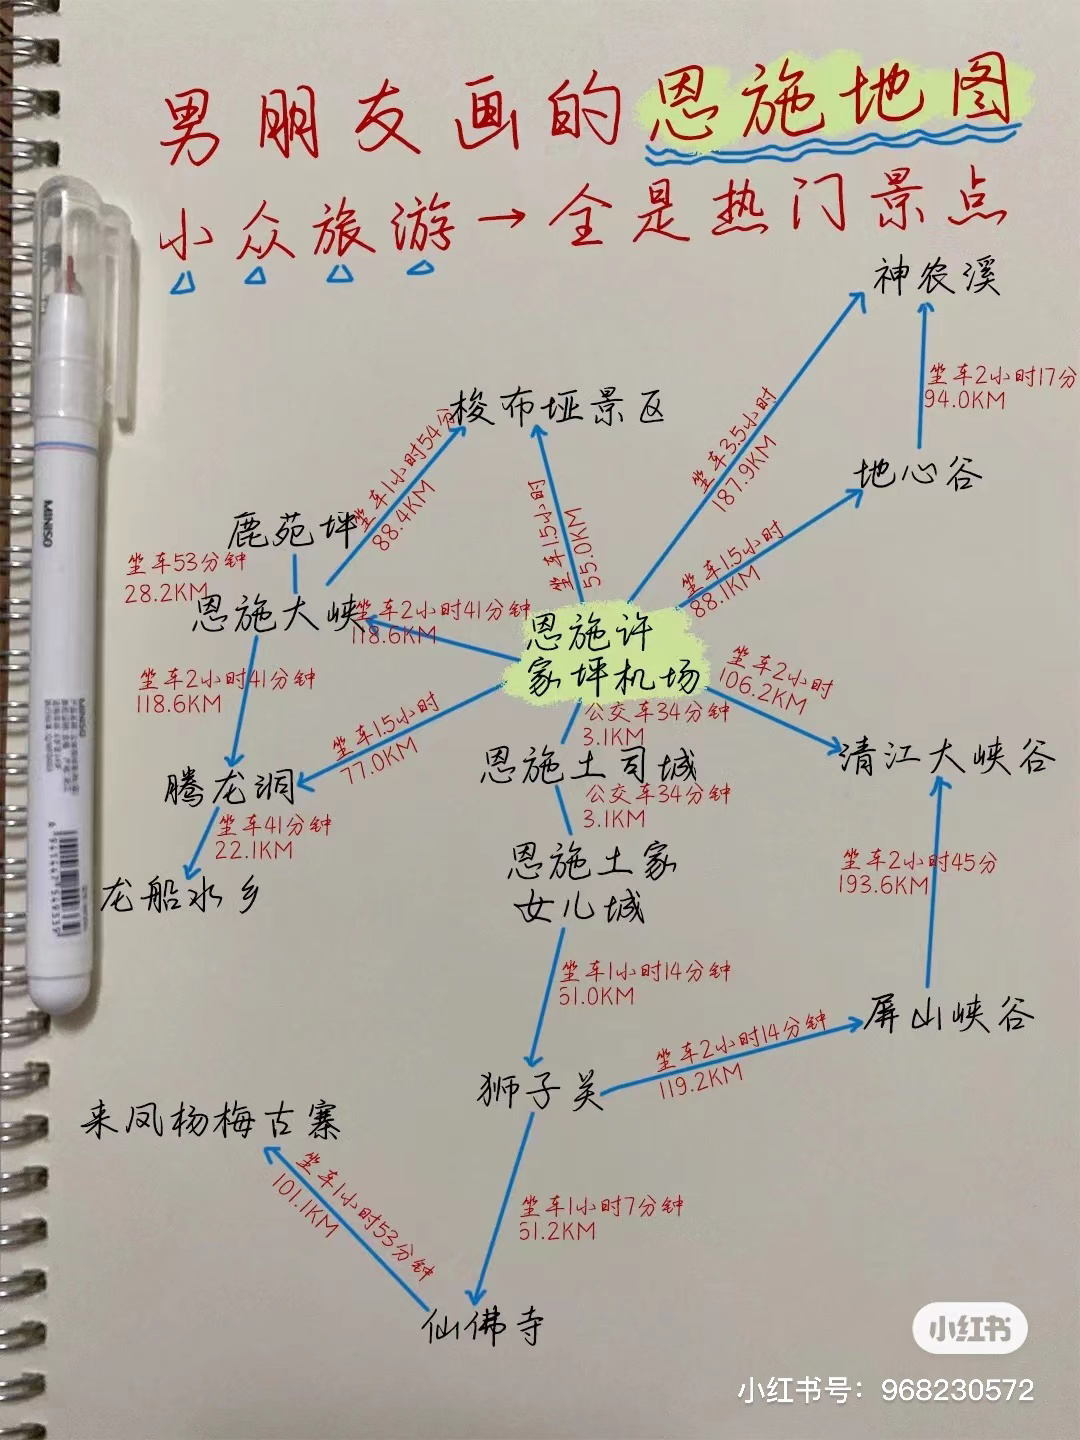 男朋友画的恩施地图
小众旅游→全是热门景点
神农溪
坐车2小时17分
94.0KM
梭布垭景区
坐车3.5小时
187.9KM
坐车1小时54分
88.4KM
地心谷
坐车1.5小时
55.0KM
鹿苑坪
坐车1.5小时
88.1KM
坐车53分钟
28.2KM
恩施大峡
坐车2小时41分钟
118.6KM
恩施许
家坪机场
坐车2小时
106.2KM
坐车2小时41分钟
118.6KM
公交车34分钟
3.1KM
坐车1.5小时
77.0KM
恩施土司城
清江大峡谷
腾龙洞
公交车34分钟
3.1KM
坐车41分钟
22.1KM
恩施土家
女儿城
坐车2小时45分
193.6KM
龙船水乡
坐车1小时14分钟
51.0KM
屏山峡谷
坐车2小时14分钟
119.2KM
狮子关
来凤杨梅古寨
坐车1小时53分钟
101.1KM
坐车1小时7分钟
51.2KM
仙佛寺
MINISO
MINISO
小红书
小红书号：968230572